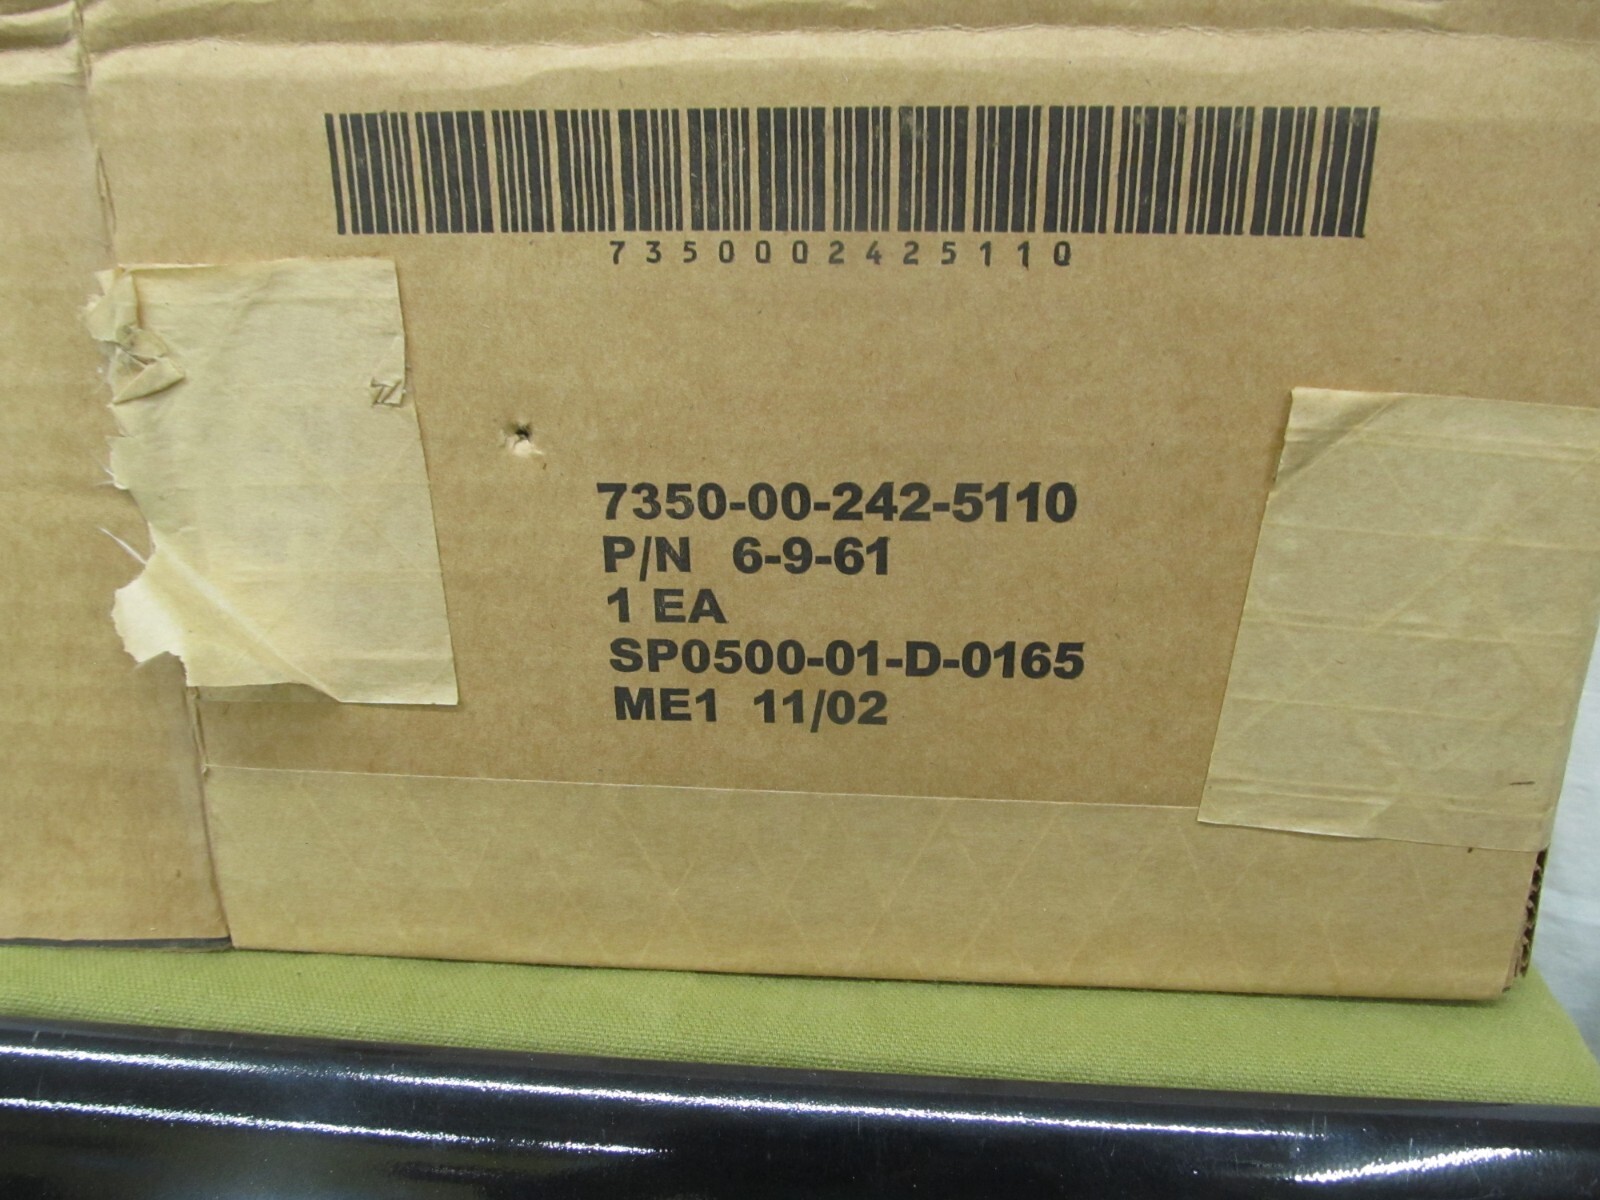 7350002425110
7350-00-242-5110
P/N 6-9-61
1 EA
SP0500-01-D-0165
ME1 11/02